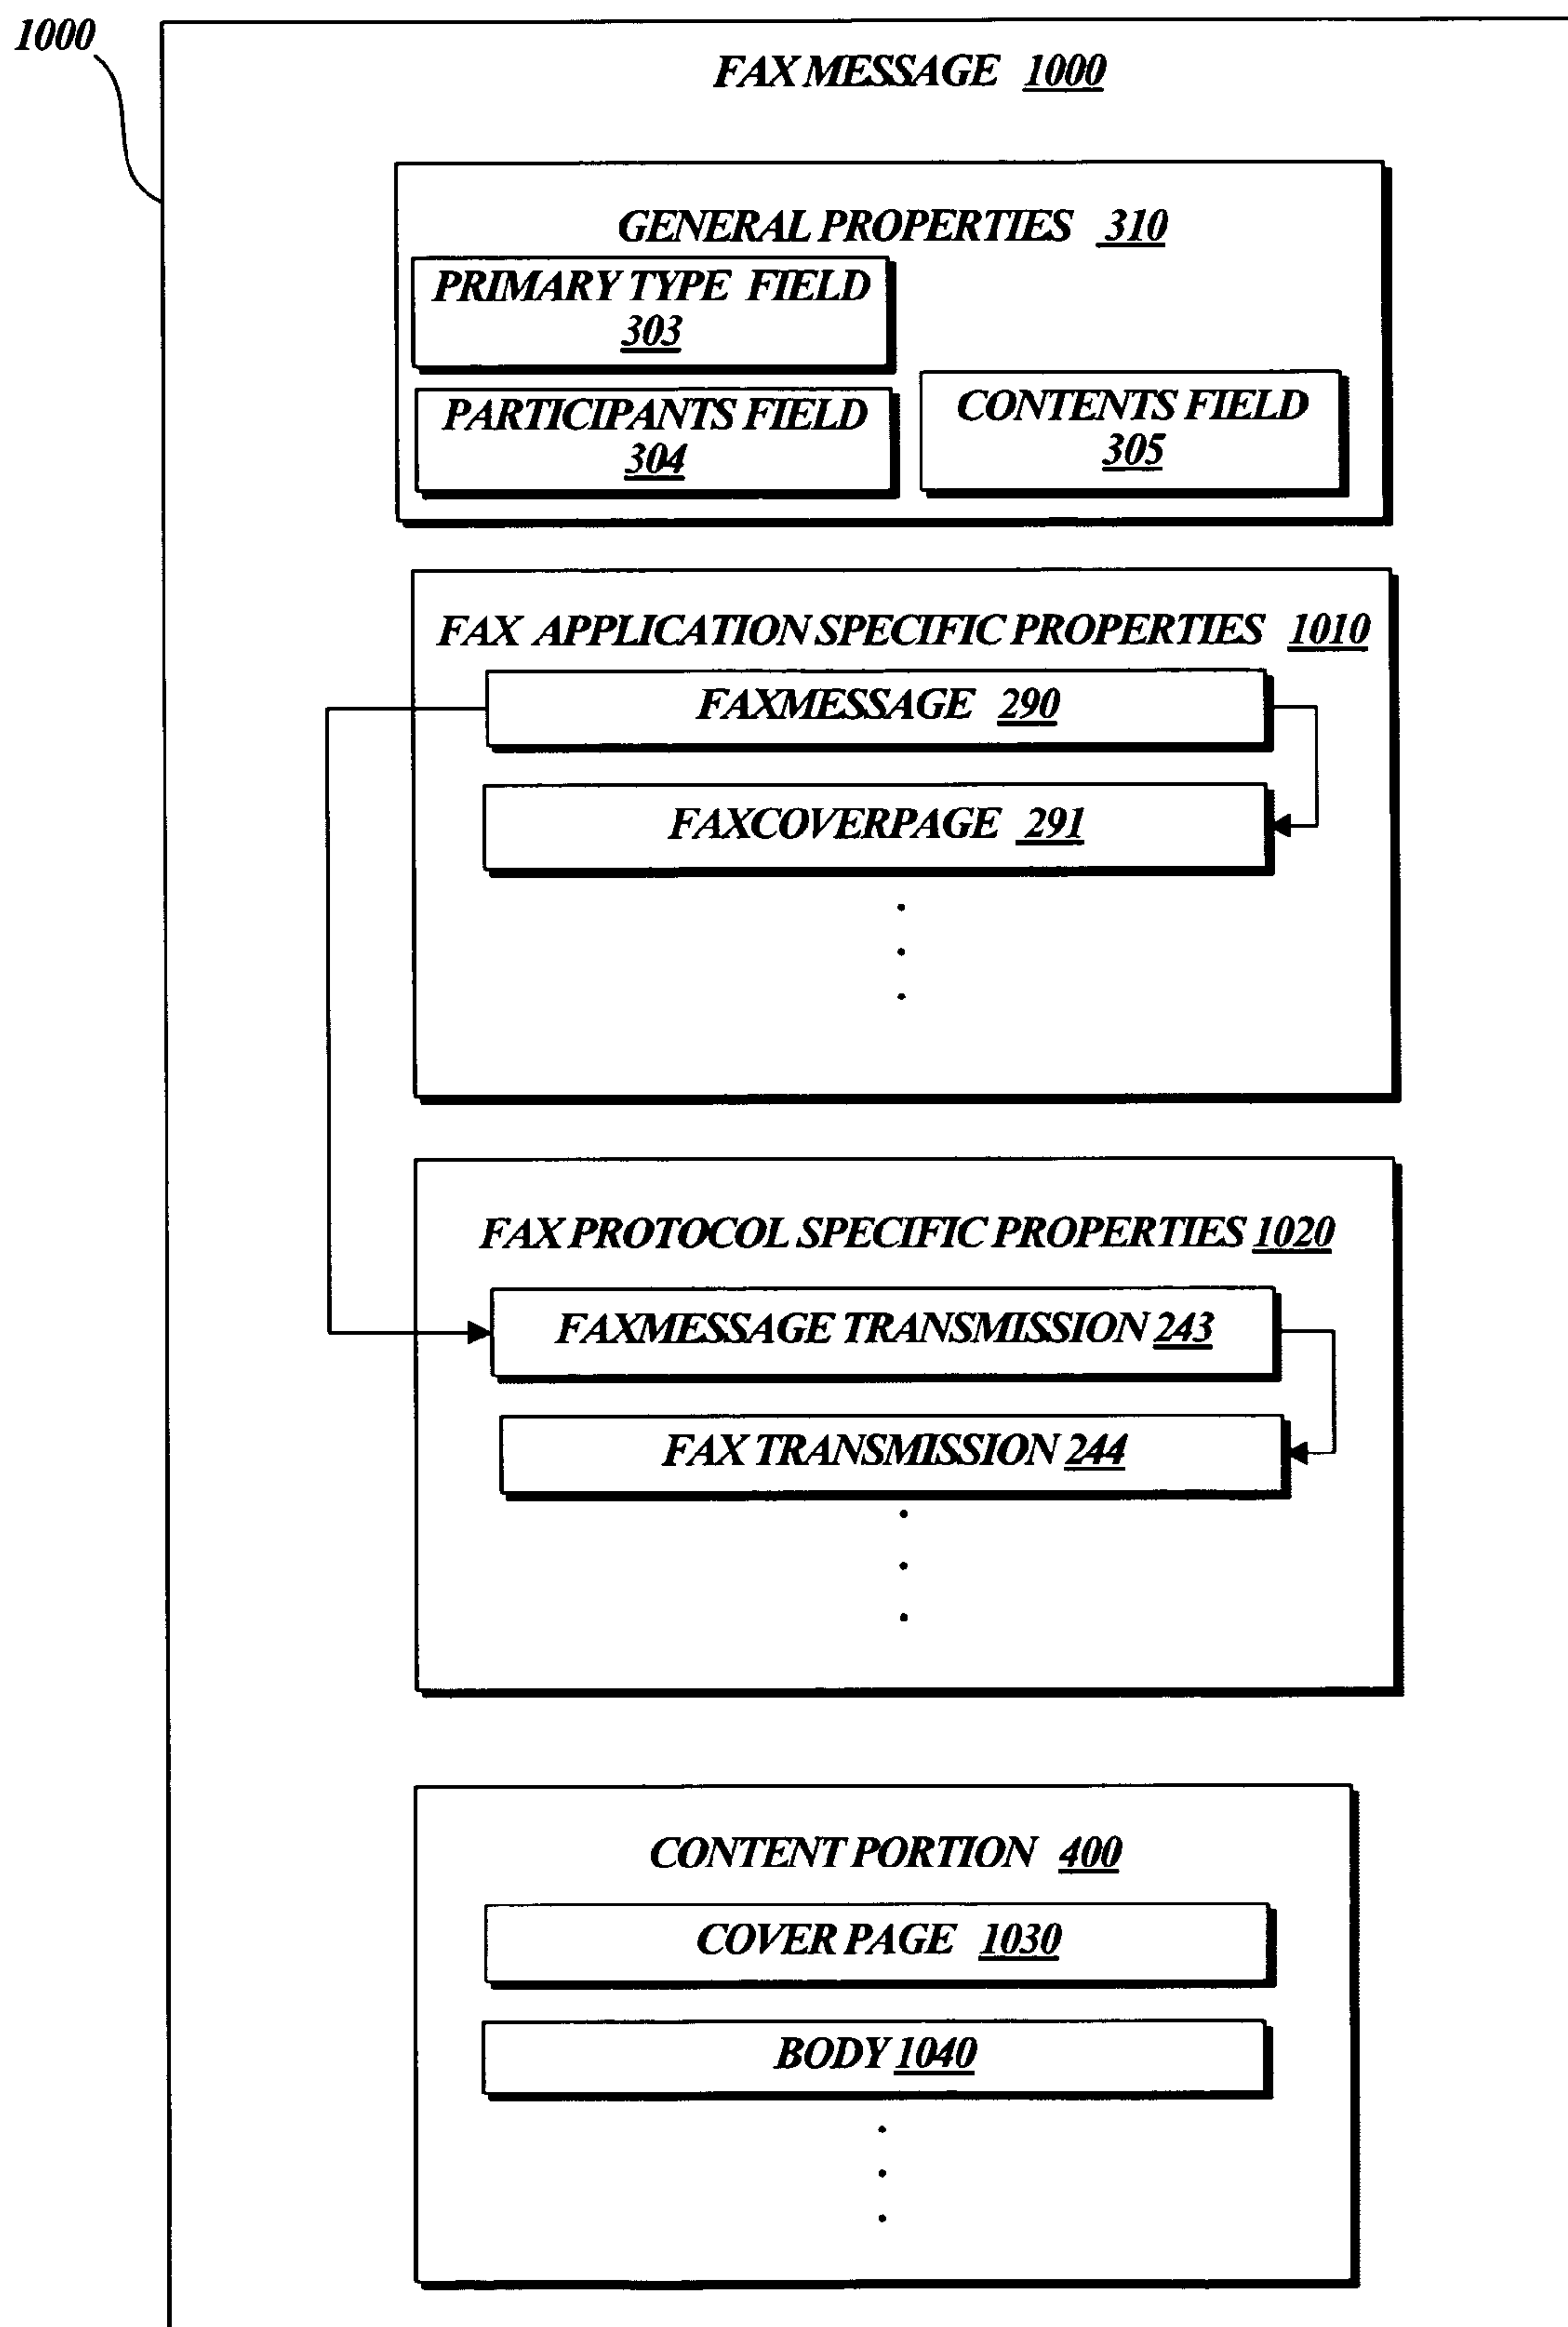 1000
FAX MESSAGE 1000
GENERAL PROPERTIES 310
PRIMARY TYPE FIELD
303
PARTICIPANTS FIELD
304
CONTENTS FIELD
305
FAX APPLICATION SPECIFIC PROPERTIES 1010
FAXMESSAGE 290
FAXCOVERPAGE 291
FAX PROTOCOL SPECIFIC PROPERTIES 1020
FAXMESSAGE TRANSMISSION 243
FAX TRANSMISSION 244
CONTENT PORTION 400
COVER PAGE 1030
BODY 1040